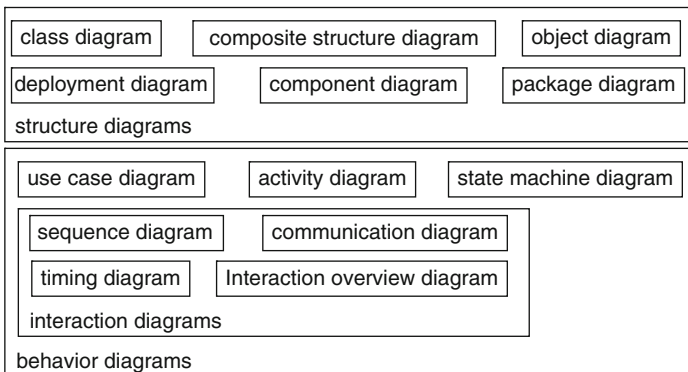 class diagram composite structure diagram object diagram
deployment diagram component diagram package diagram
structure diagrams
use case diagram activity diagram state machine diagram
sequence diagram communication diagram
timing diagram Interaction overview diagram
interaction diagrams
behavior diagrams